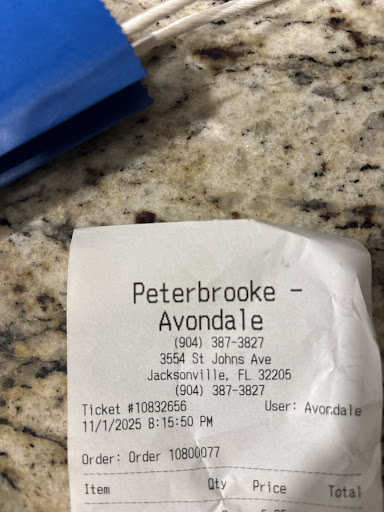 Peterbrooke -
Avondale
(904) 387-3827
3554 St Johns Ave
Jacksonville, FL 32205
(904) 387-3827
Ticket #10832656 User: Avondale
11/1/2025 8:15:50 PM
Order: Order 10800077
Item Qty Price Total